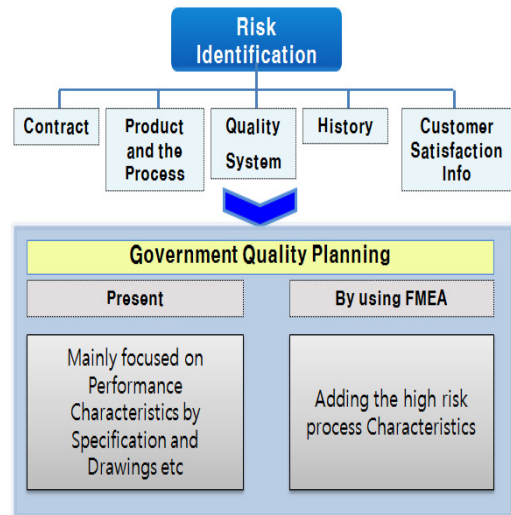 Risk
Identification
Contract
Product
and the
Process
Quality
System
History
Customer
Satisfaction
Info
Government Quality Planning
Present
By using FMEA
Mainly focused on
Performance
Characteristics by
Specification and
Drawings etc
Adding the high risk
process Characteristics